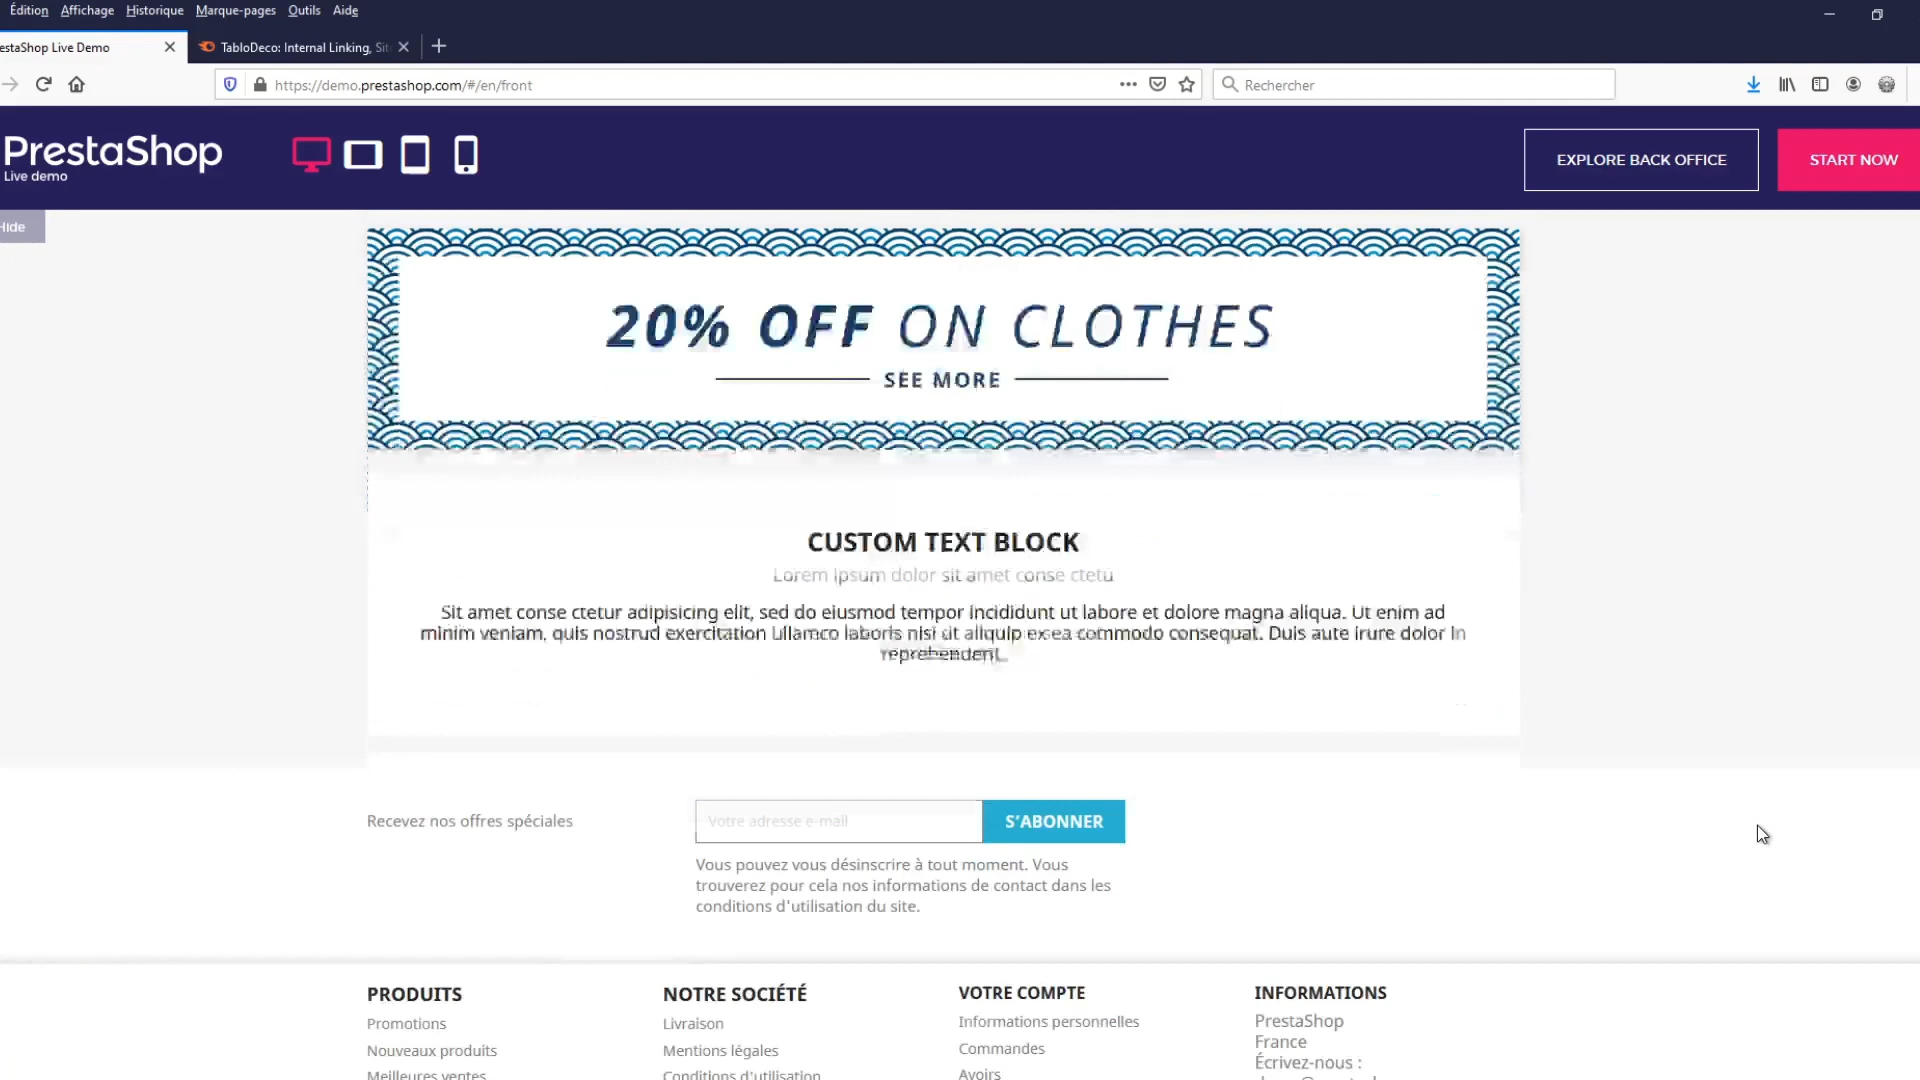 Édition Affichage Historique Marque-pages Outils Aide
estaShop Live Demo
TabloDeco: Internal Linking, Sit
https://demo.prestashop.com/#/en/front
Rechercher
PrestaShop
Live demo
EXPLORE BACK OFFICE
START NOW
Hide
20% OFF ON CLOTHES
SEE MORE
CUSTOM TEXT BLOCK
Lorem ipsum dolor sit amet conse ctetu
Sit amet conse ctetur adipisicing elit, sed do eiusmod tempor incididunt ut labore et dolore magna aliqua. Ut enim ad
minim veniam, quis nostrud exercitation ullamco laboris nisi ut aliquip ex ea commodo consequat. Duis aute irure dolor in
reprehenderit.
Recevez nos offres spéciales
Votre adresse e-mail
S'ABONNER
Vous pouvez vous désinscrire à tout moment. Vous
trouverez pour cela nos informations de contact dans les
conditions d'utilisation du site.
PRODUITS
Promotions
Nouveaux produits
Meilleures ventes
NOTRE SOCIÉTÉ
Livraison
Mentions légales
Conditions d'utilisation
VOTRE COMPTE
Informations personnelles
Commandes
Avoirs
INFORMATIONS
PrestaShop
France
Écrivez-nous :